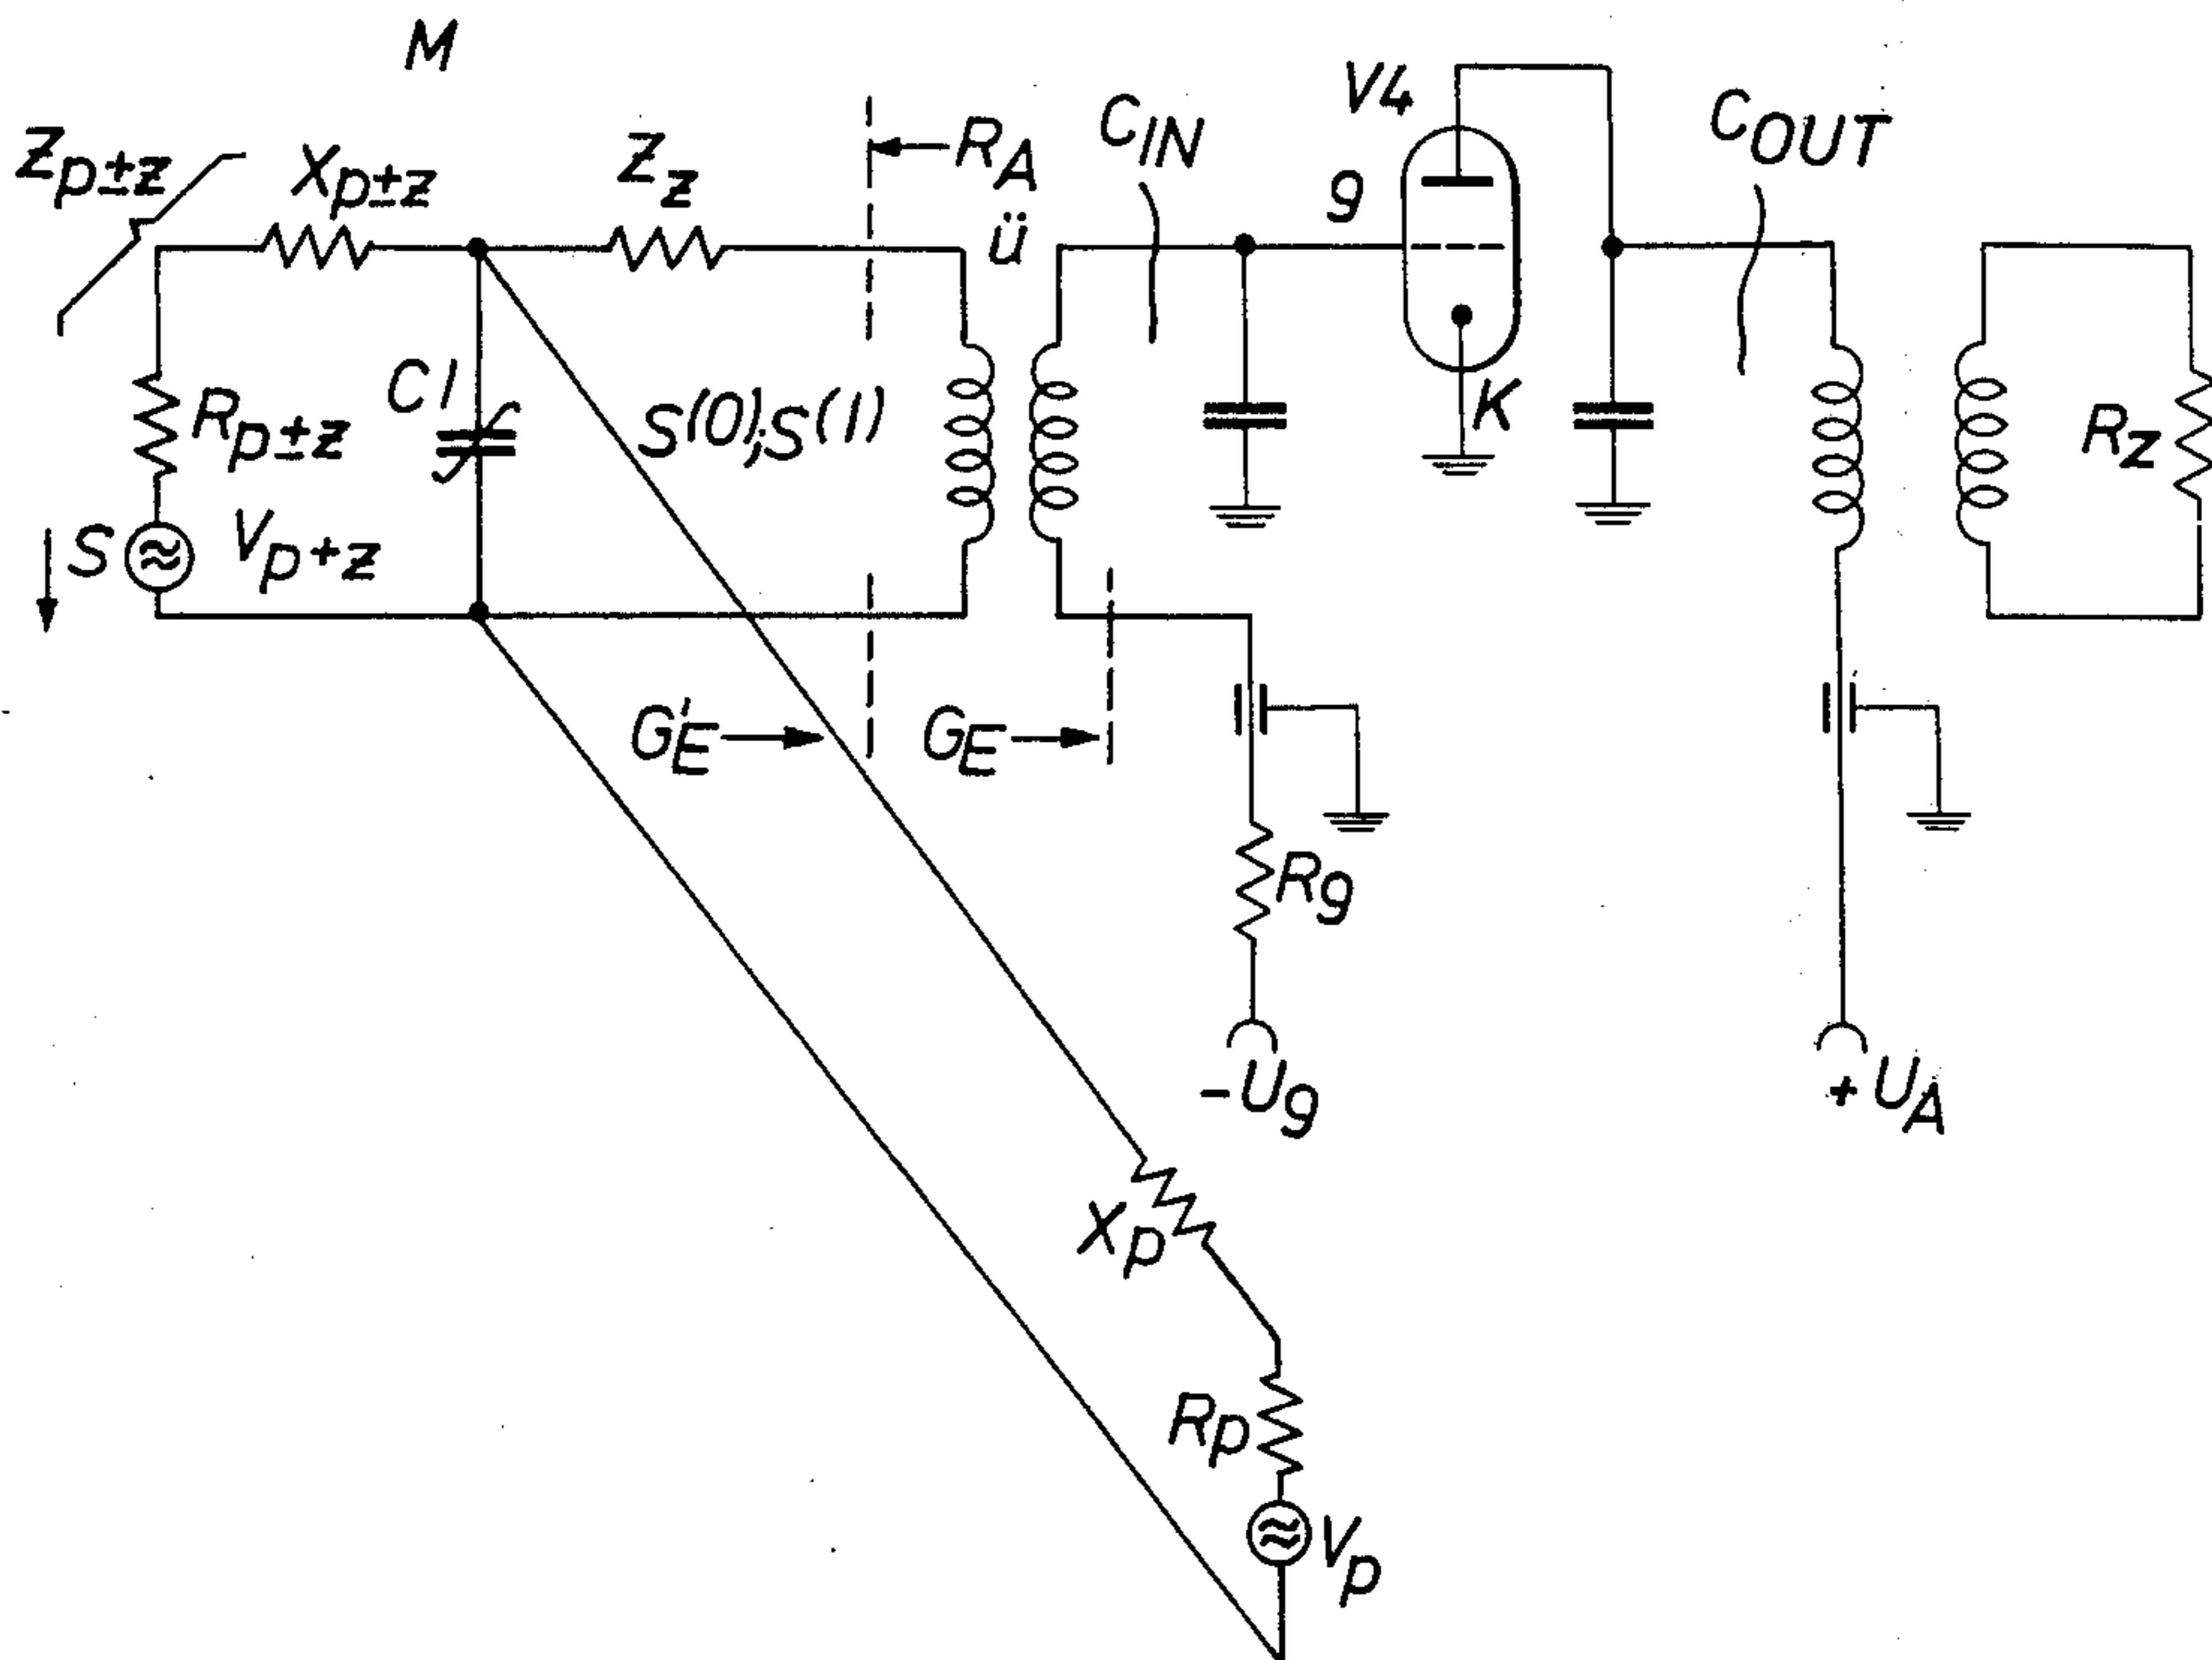 M
V4
Zp±z
Xp±z
Zz
RA
ü
CIN
g
COUT
Rp±z
C1
S(0);S(1)
K
Rz
S
Vp+z
G'E
GE
Rg
-Ug
+UA
Xp
Rp
Vp